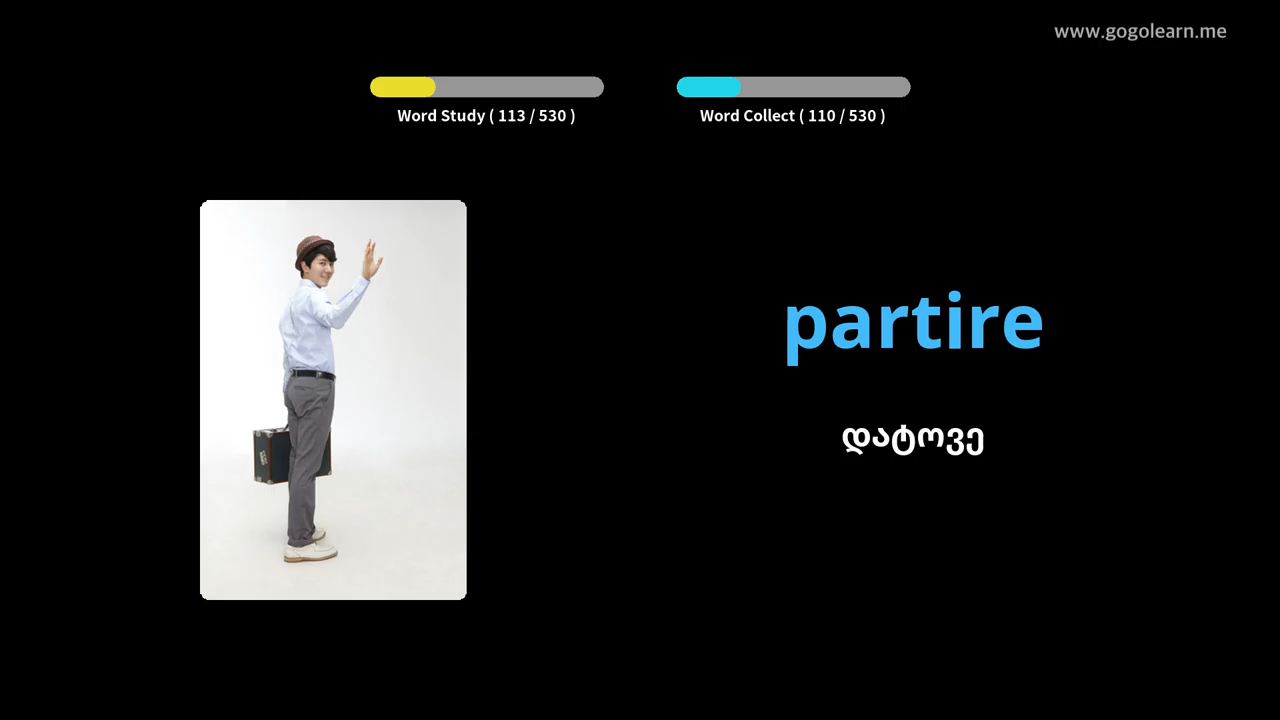 www.gogolearn.me
Word Study ( 113 / 530 )
Word Collect ( 110 / 530 )
partire
დატოვე